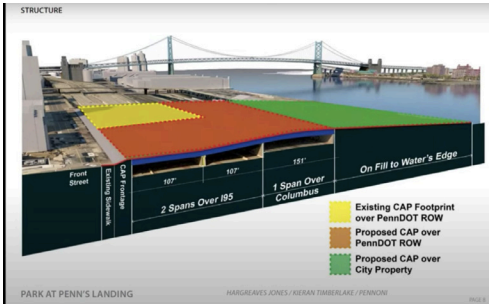 STRUCTURE
Front
Street
Existing Sidewalk
CAP Frontage
107'
107'
2 Spans Over I95
151'
1 Span Over
Columbus
On Fill to Water's Edge
Existing CAP Footprint
over PennDOT ROW
Proposed CAP over
PennDOT ROW
Proposed CAP over
City Property
PARK AT PENN'S LANDING
HARGREAVES JONES / KIERAN TIMBERLAKE / PENNONI